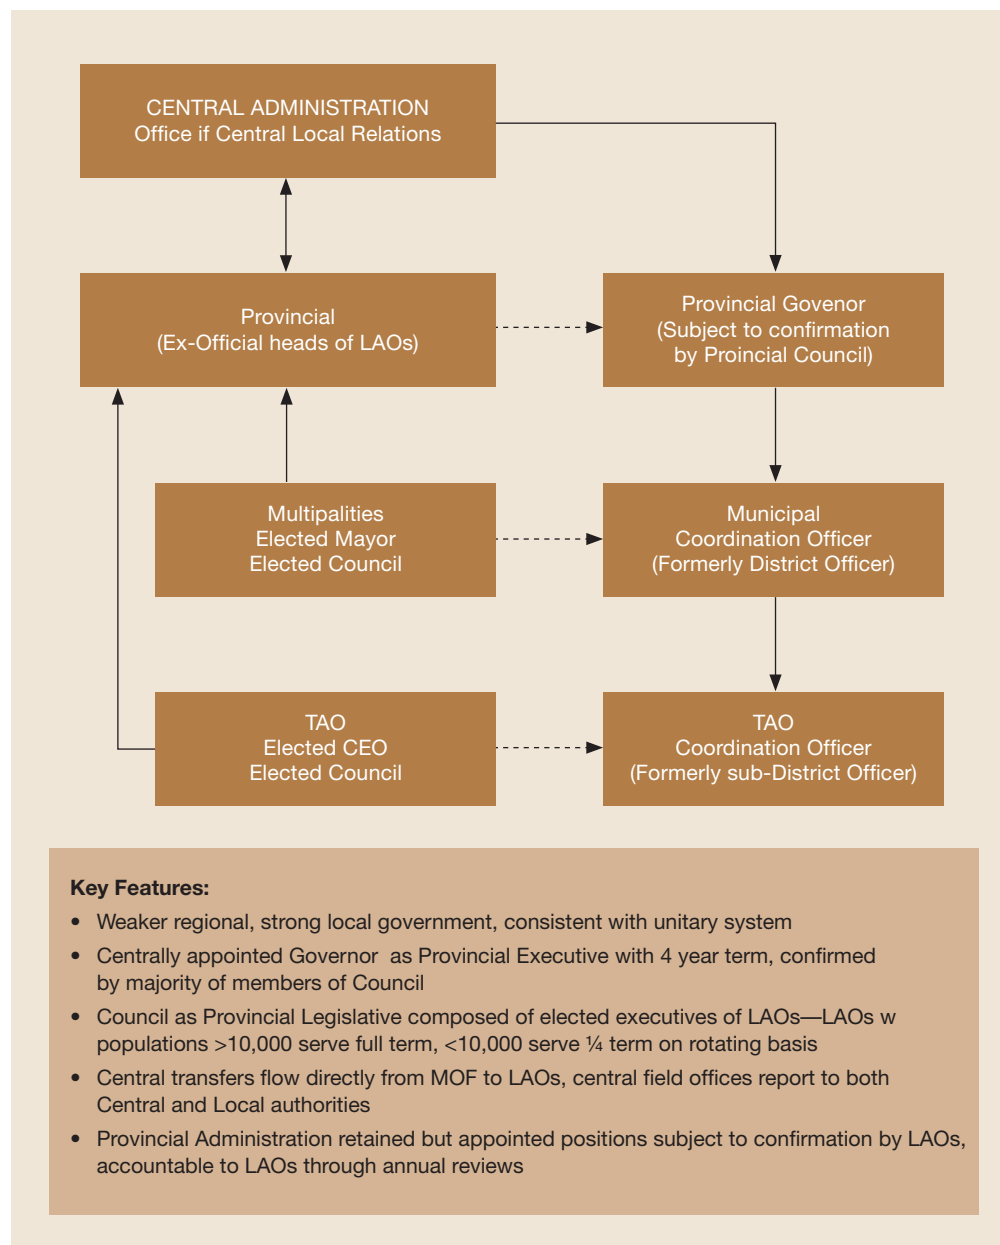 CENTRAL ADMINISTRATION
Office if Central Local Relations
Provincial
(Ex-Official heads of LAOs)
Provincial Govenor
(Subject to confirmation
by Proincial Council)
Multipalities
Elected Mayor
Elected Council
Municipal
Coordination Officer
(Formerly District Officer)
TAO
Elected CEO
Elected Council
TAO
Coordination Officer
(Formerly sub-District Officer)
Key Features:
• Weaker regional, strong local government, consistent with unitary system
• Centrally appointed Governor as Provincial Executive with 4 year term, confirmed
by majority of members of Council
• Council as Provincial Legislative composed of elected executives of LAOs—LAOs w
populations >10,000 serve full term, <10,000 serve ¼ term on rotating basis
• Central transfers flow directly from MOF to LAOs, central field offices report to both
Central and Local authorities
• Provincial Administration retained but appointed positions subject to confirmation by LAOs,
accountable to LAOs through annual reviews